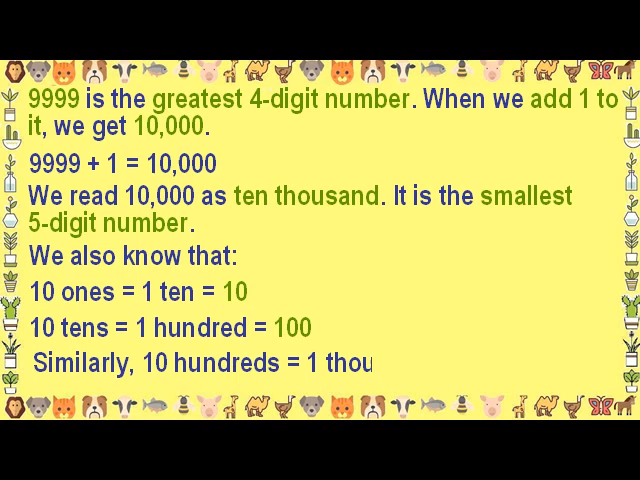 9999 is the greatest 4-digit number. When we add 1 to
it, we get 10,000.
9999 + 1 = 10,000
We read 10,000 as ten thousand. It is the smallest
5-digit number.
We also know that:
10 ones = 1 ten = 10
10 tens = 1 hundred = 100
Similarly, 10 hundreds = 1 thou